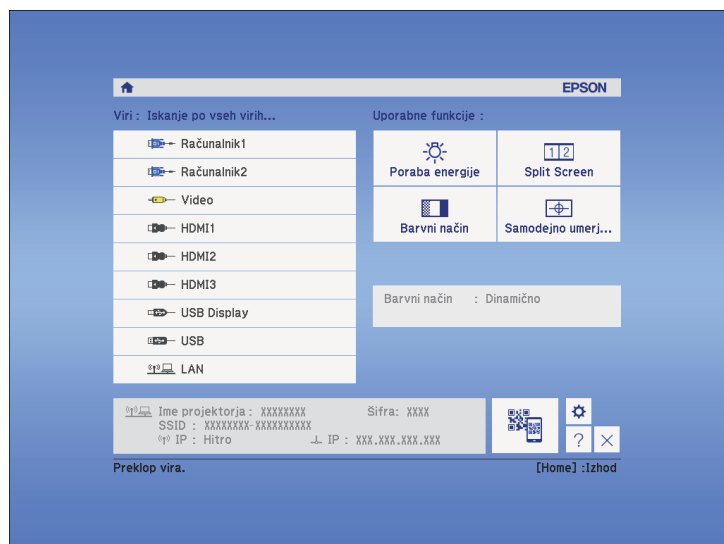 EPSON
Viri : Iskanje po vseh virih...
Računalnik1
Računalnik2
Video
HDMI1
HDMI2
HDMI3
USB Display
USB
LAN
Uporabne funkcije :
Poraba energije
1 2
Split Screen
Barvni način
Samodejno umerj...
Barvni način : Dinamično
Ime projektorja : XXXXXXXX Šifra: XXXX
SSID : XXXXXXXX-XXXXXXXXXX
IP : Hitro IP : XXX.XXX.XXX.XXX
?
Preklop vira.
[Home] :Izhod